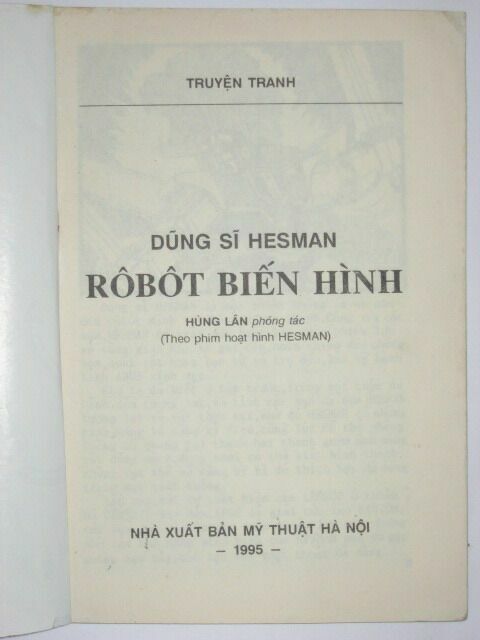 TRUYỆN TRANH
DŨNG SĨ HESMAN
RÔBÔT BIẾN HÌNH
HÙNG LÂN phóng tác
(Theo phim hoạt hình HESMAN)
NHÀ XUẤT BẢN MỸ THUẬT HÀ NỘI
– 1995 –